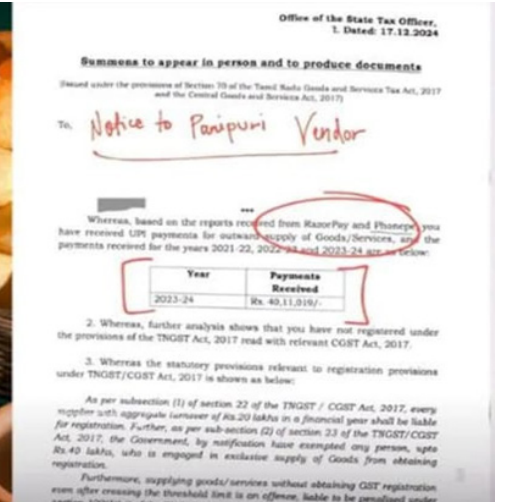 Office of the State Tax Officer,
1. Dated: 17.12.2024
Summons to appear in person and to produce documents
(Issued under the provisions of Section 70 of the Tamil Nadu Goods and Services Tax Act, 2017
and the Central Goods and Services Act, 2017)
To, Notice to Panipuri Vendor
***
Whereas, based on the reports received from RazorPay and Phonepe, you
have received UPI payments for outward supply of Goods/Services, and the
payments received for the years 2021-22, 2022-23 and 2023-24 are as below:
Year Payments
Received
2023-24 Rs. 40,11,019/-
2. Whereas, further analysis shows that you have not registered under
the provisions of the TNGST Act, 2017 read with relevant CGST Act, 2017.
3. Whereas the statutory provisions relevant to registration provisions
under TNGST/CGST Act, 2017 is shown as below:
As per subsection (1) of section 22 of the TNGST / CGST Act, 2017, every
supplier with aggregate turnover of Rs.20 lakhs in a financial year shall be liable
for registration. Further, as per sub-section (2) of section 23 of the TNGST/CGST
Act, 2017, the Government, by notification have exempted any person, upto
Rs.40 lakhs, who is engaged in exclusive supply of Goods from obtaining
registration.
Furthermore, supplying goods/services without obtaining GST registration
even after crossing the threshold limit is an offence, liable to be penalised under